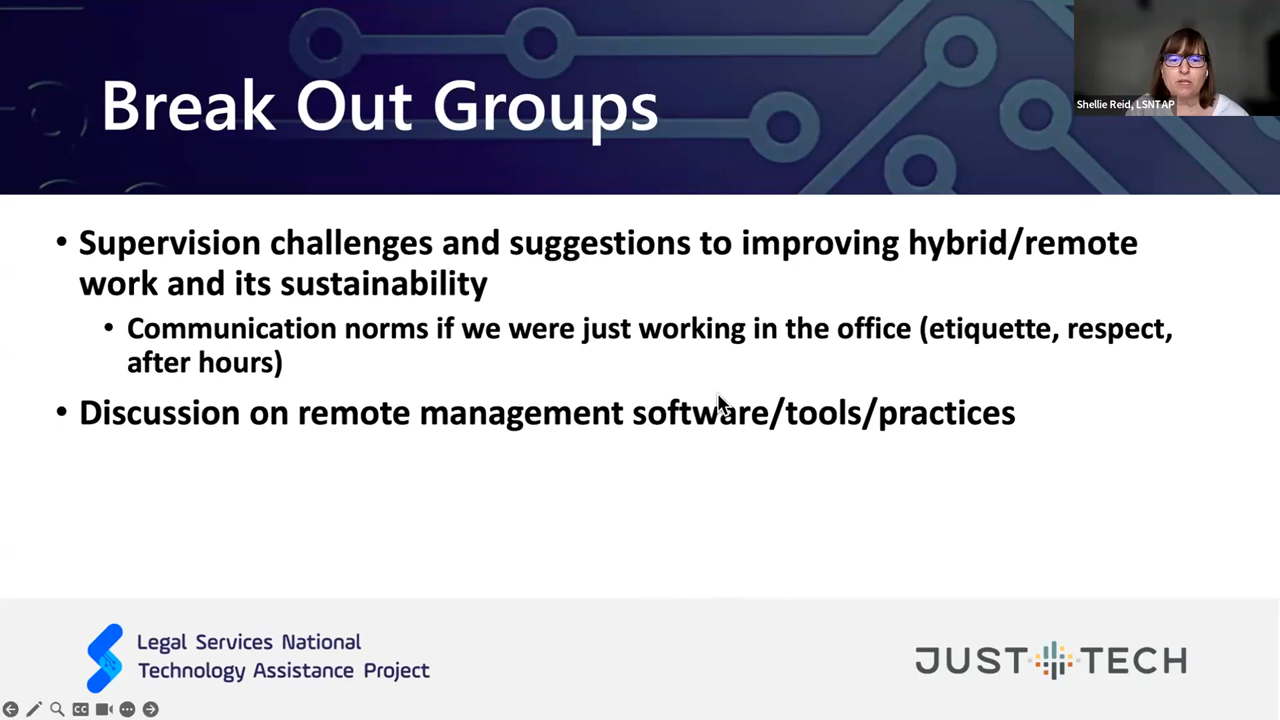 Break Out Groups
Shellie Reid, LSNTAP
• Supervision challenges and suggestions to improving hybrid/remote
work and its sustainability
• Communication norms if we were just working in the office (etiquette, respect,
after hours)
• Discussion on remote management software/tools/practices
Legal Services National
Technology Assistance Project
JUST TECH
CC